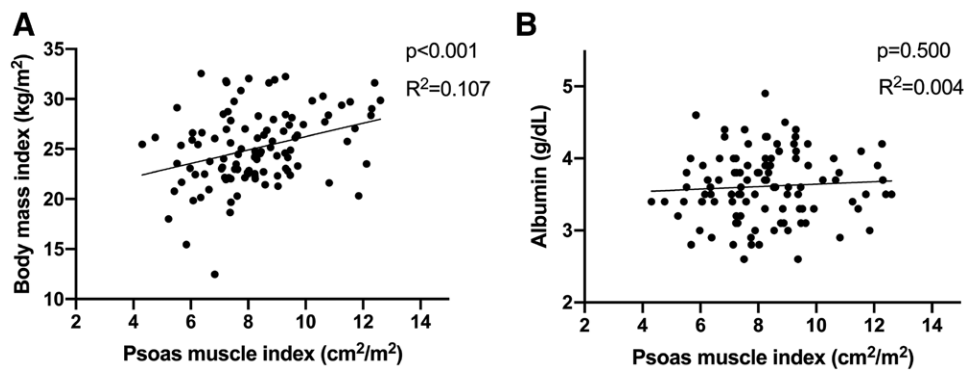 A
p<0.001
R²=0.107
Body mass index (kg/m²)
35
30
25
20
15
10
2 4 6 8 10 12 14
Psoas muscle index (cm²/m²)
B
p=0.500
R²=0.004
Albumin (g/dL)
5
4
3
2
2 4 6 8 10 12 14
Psoas muscle index (cm²/m²)